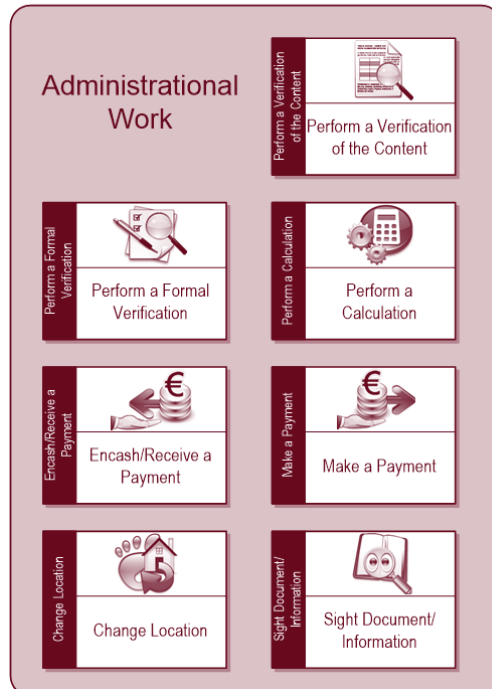 Administrational
Work
Perform a Verification
of the Content
Perform a Verification
of the Content
Perform a Formal
Verification
Perform a Formal
Verification
Perform a Calculation
Perform a
Calculation
Encash/Receive a
Payment
€
Encash/Receive a
Payment
Make a Payment
€
Make a Payment
Change Location
Change Location
Sight Document/
Information
Sight Document/
Information